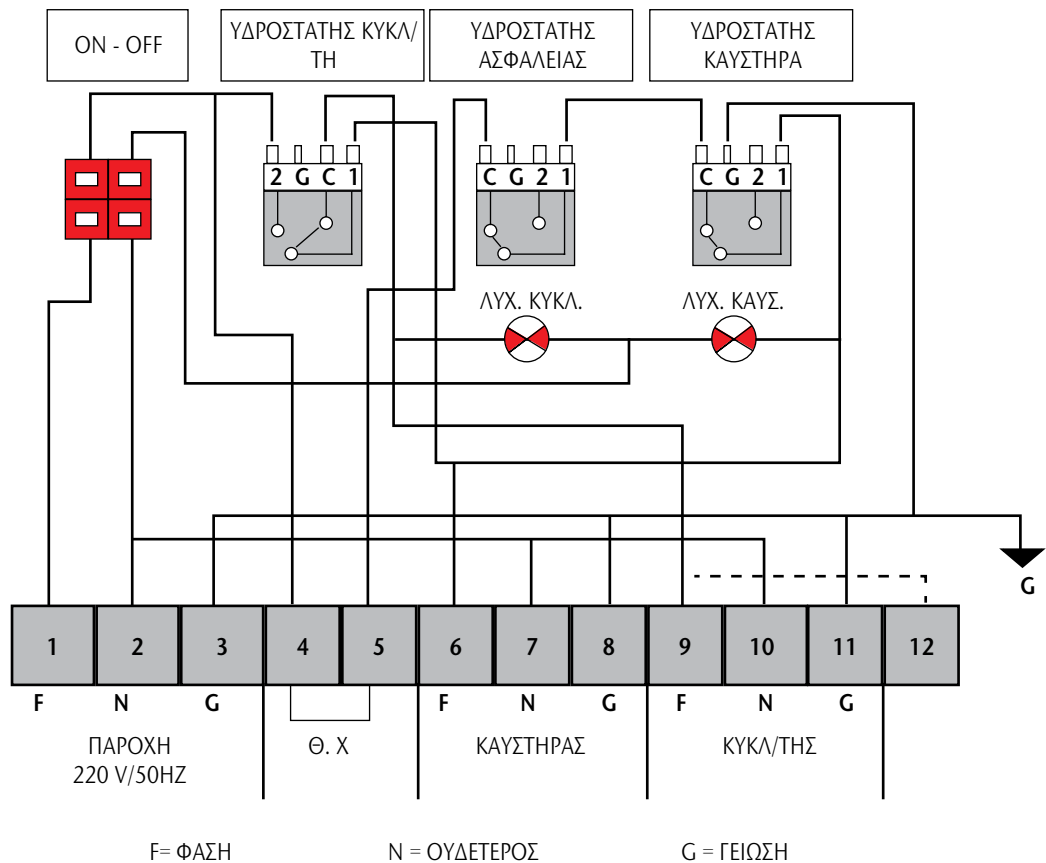 ON - OFF
ΥΔΡΟΣΤΑΤΗΣ ΚΥΚΛ/
ΤΗ
ΥΔΡΟΣΤΑΤΗΣ
ΑΣΦΑΛΕΙΑΣ
ΥΔΡΟΣΤΑΤΗΣ
ΚΑΥΣΤΗΡΑ
2 G C 1
C G 2 1
C G 2 1
ΛΥΧ. ΚΥΚΛ.
ΛΥΧ. ΚΑΥΣ.
G
1 2 3 4 5 6 7 8 9 10 11 12
F N G F N G F N G
ΠΑΡΟΧΗ
220 V/50HZ
Θ. Χ
ΚΑΥΣΤΗΡΑΣ
ΚΥΚΛ/ΤΗΣ
F= ΦΑΣΗ
N = ΟΥΔΕΤΕΡΟΣ
G = ΓΕΙΩΣΗ